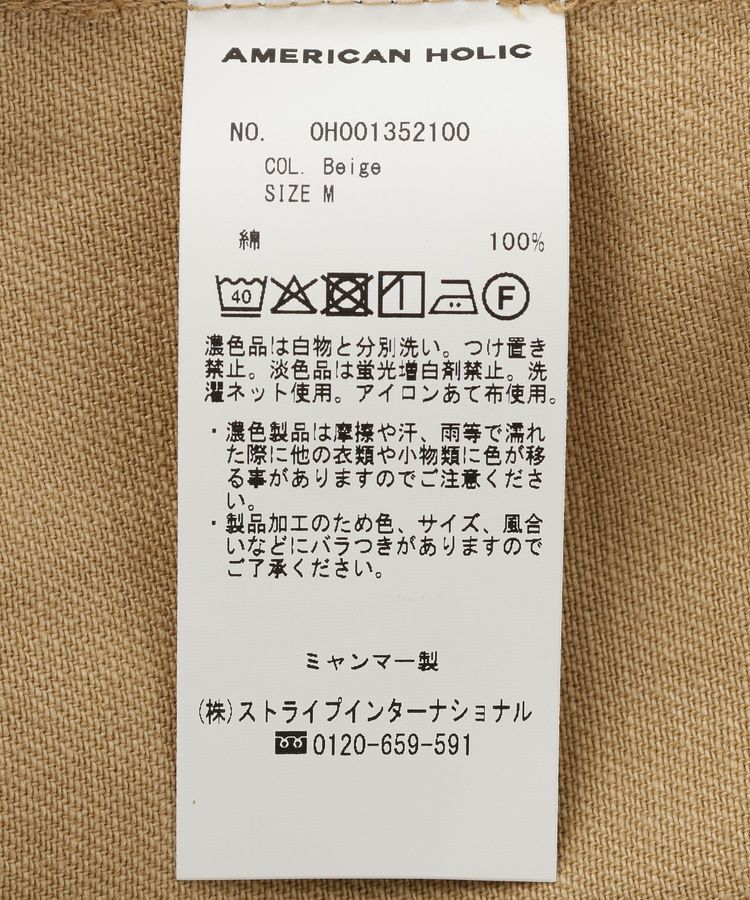 AMERICAN HOLIC
NO. OH001352100
COL. Beige
SIZE M
綿 100%
40 F
濃色品は白物と分別洗い。つけ置き
禁止。淡色品は蛍光増白剤禁止。洗
濯ネット使用。アイロンあて布使用。
・濃色製品は摩擦や汗、雨等で濡れ
た際に他の衣類や小物類に色が移
る事がありますのでご注意くださ
い。
・製品加工のため色、サイズ、風合
いなどにバラつきがありますので
ご了承ください。
ミャンマー製
(株)ストライプインターナショナル
0120-659-591